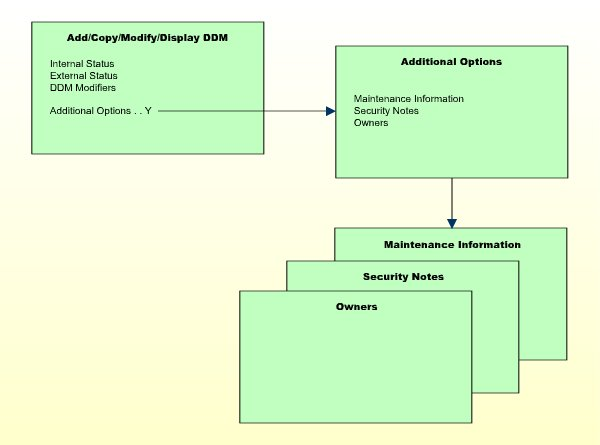 Add/Copy/Modify/Display DDM
Internal Status
External Status
DDM Modifiers
Additional Options . . Y
Additional Options
Maintenance Information
Security Notes
Owners
Maintenance Information
Security Notes
Owners